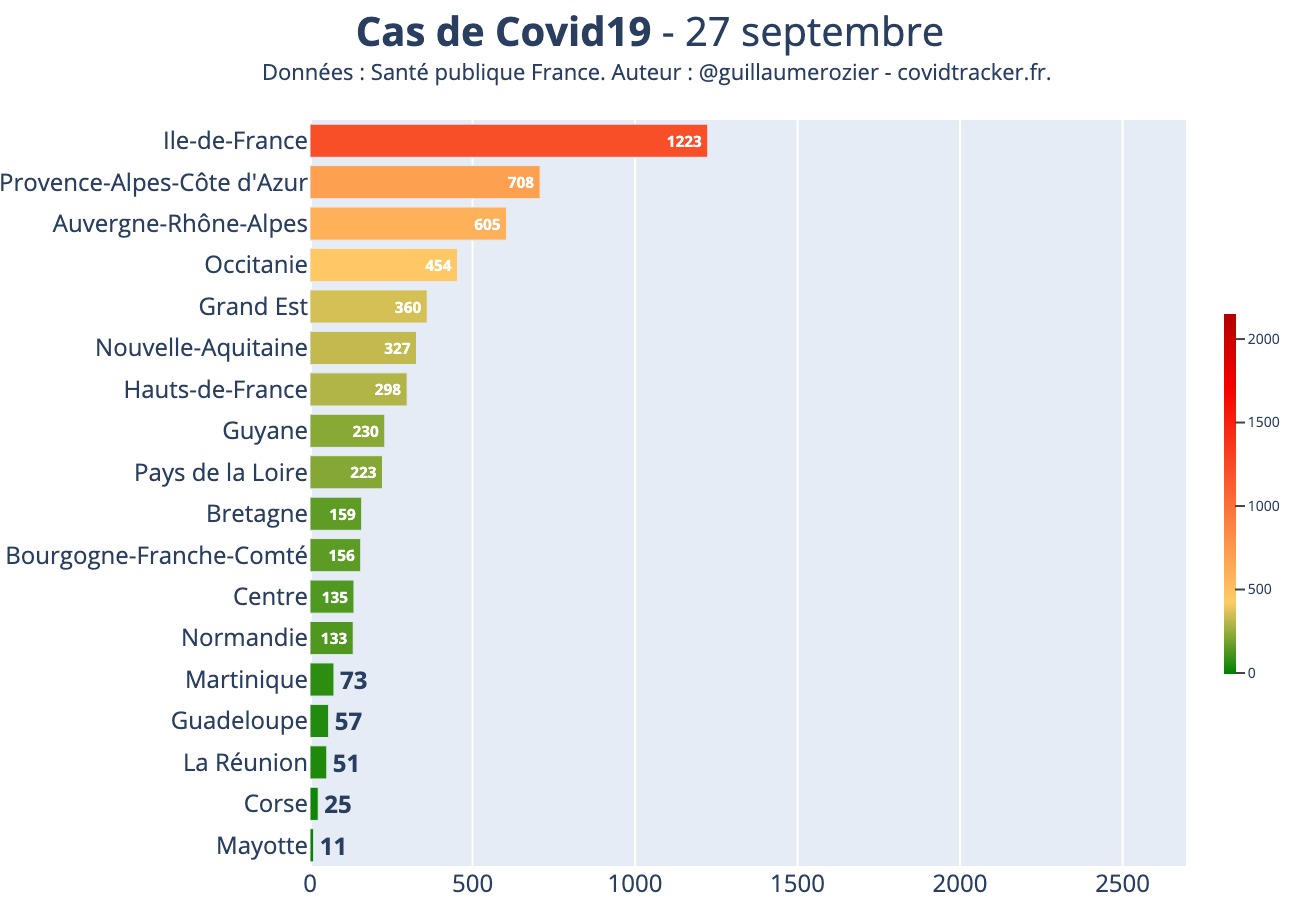 Cas de Covid19 - 27 septembre
Données : Santé publique France. Auteur : @guillaumerozier - covidtracker.fr.
Ile-de-France 1223
Provence-Alpes-Côte d'Azur 708
Auvergne-Rhône-Alpes 605
Occitanie 454
Grand Est 360
Nouvelle-Aquitaine 327
Hauts-de-France 298
Guyane 230
Pays de la Loire 223
Bretagne 159
Bourgogne-Franche-Comté 156
Centre 135
Normandie 133
Martinique 73
Guadeloupe 57
La Réunion 51
Corse 25
Mayotte 11
0 500 1000 1500 2000 2500
2000
1500
1000
500
0